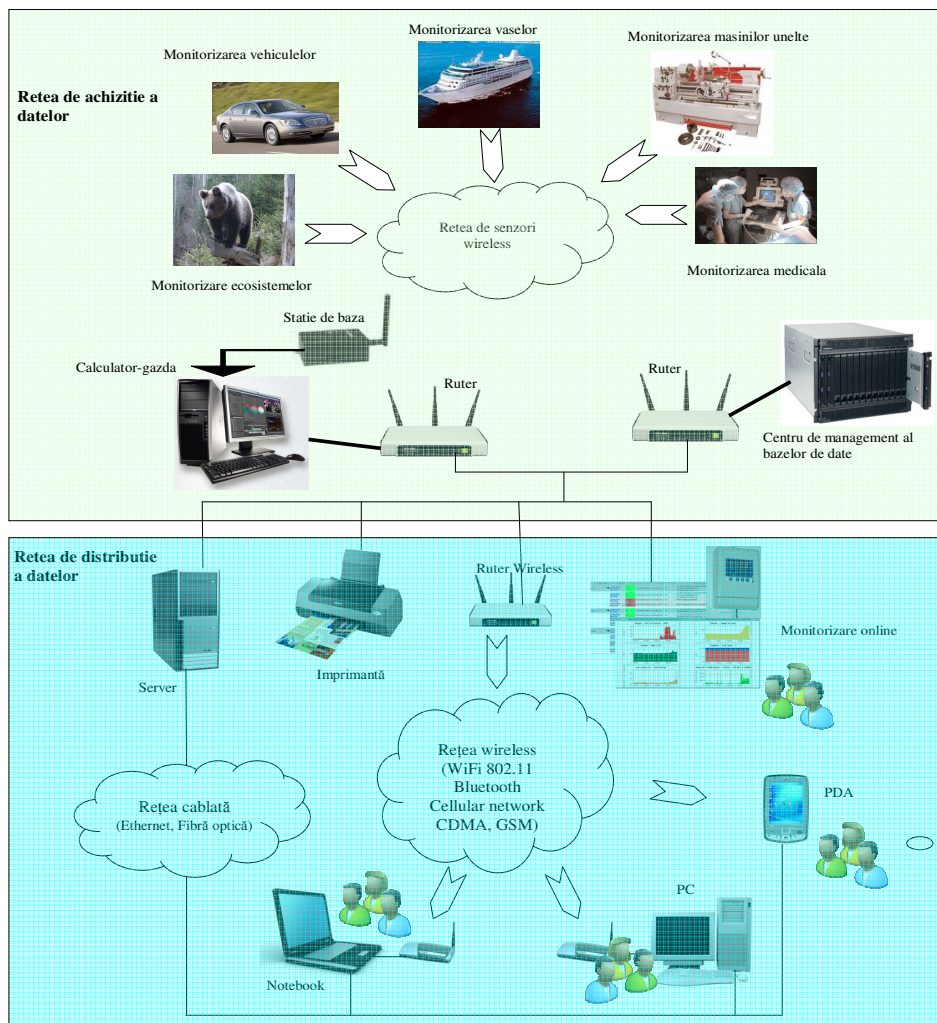 Monitorizarea vaselor
Monitorizarea masinilor unelte
Monitorizarea vehiculelor
Retea de achizitie a
datelor
Retea de senzori
wireless
Monitorizare ecosistemelor
Monitorizarea medicala
Statie de baza
Calculator-gazda
Ruter
Ruter
Centru de management al
bazelor de date
Retea de distributie
a datelor
Ruter Wireless
Monitorizare online
Imprimantă
Server
Rețea wireless
(WiFi 802.11
Bluetooth
Cellular network
CDMA, GSM)
Rețea cablată
(Ethernet, Fibră optică)
PDA
PC
Notebook